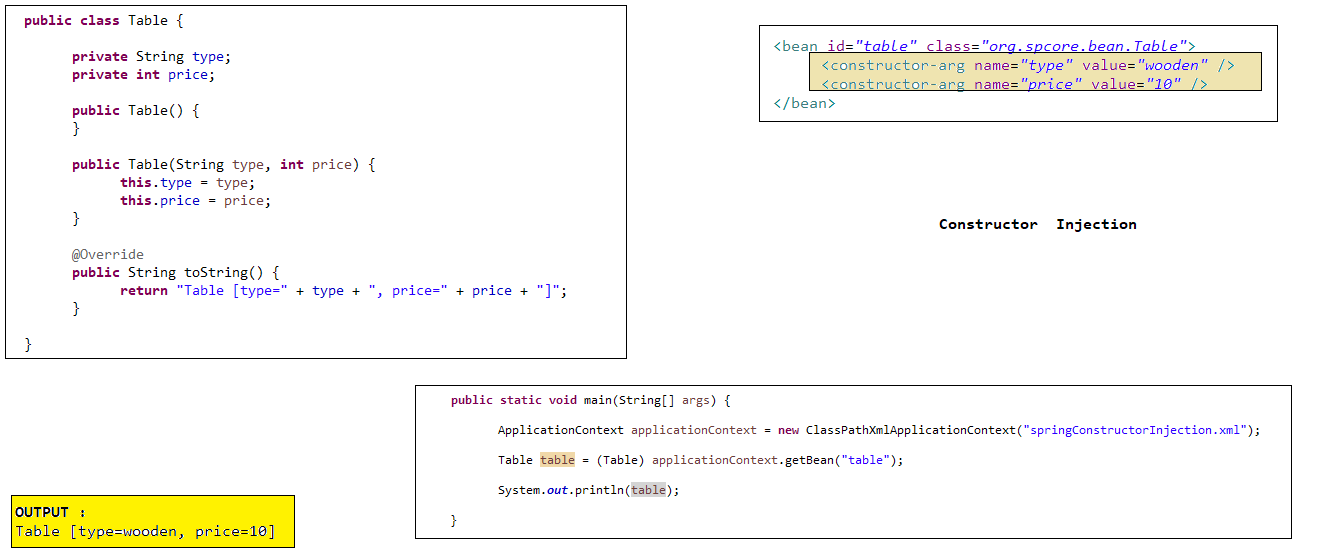 public class Table {
private String type;
private int price;
public Table() {
}
public Table(String type, int price) {
this.type = type;
this.price = price;
}
@Override
public String toString() {
return "Table [type=" + type + ", price=" + price + "]";
}
}
<bean id="table" class="org.spcore.bean.Table">
<constructor-arg name="type" value="wooden" />
<constructor-arg name="price" value="10" />
</bean>
Constructor Injection
public static void main(String[] args) {
ApplicationContext applicationContext = new ClassPathXmlApplicationContext("springConstructorInjection.xml");
Table table = (Table) applicationContext.getBean("table");
System.out.println(table);
}
OUTPUT :
Table [type=wooden, price=10]